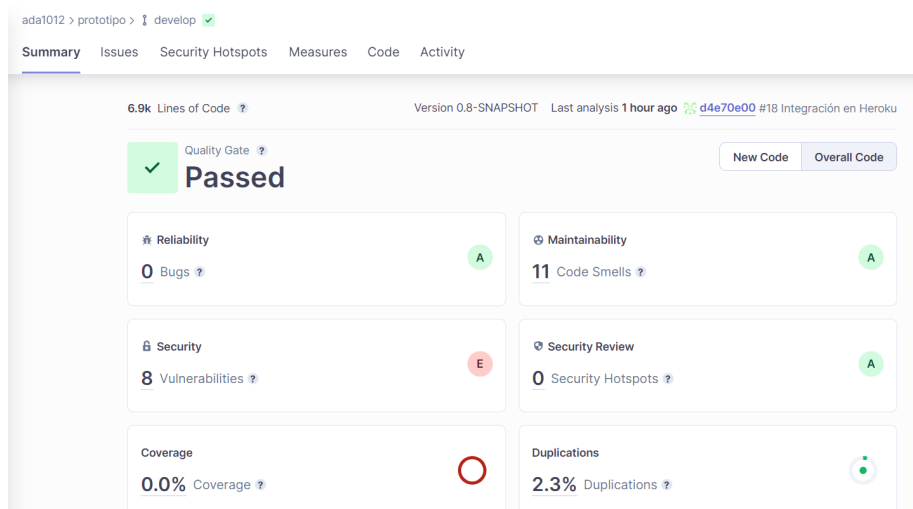 ada1012 > prototipo > develop
Summary Issues Security Hotspots Measures Code Activity
6.9k Lines of Code ? Version 0.8-SNAPSHOT Last analysis 1 hour ago d4e70e00 #18 Integración en Heroku
Quality Gate ?
Passed
New Code Overall Code
Reliability
0 Bugs ?
A
Maintainability
11 Code Smells ?
A
Security
8 Vulnerabilities ?
E
Security Review
0 Security Hotspots ?
A
Coverage
0.0% Coverage ?
Duplications
2.3% Duplications ?